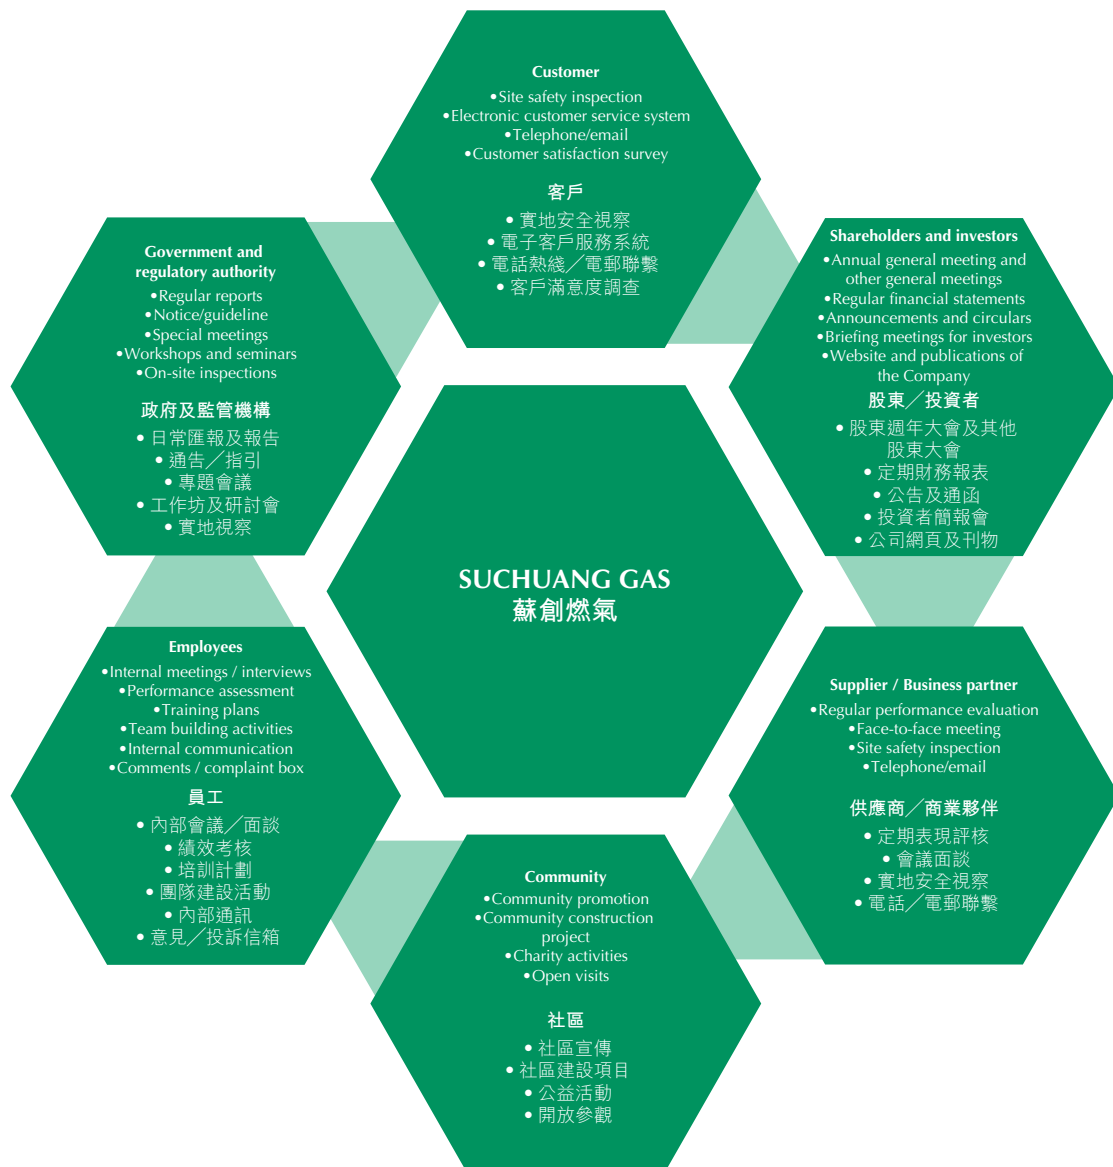 Customer
•Site safety inspection
•Electronic customer service system
•Telephone/email
•Customer satisfaction survey
客戶
• 實地安全視察
• 電子客戶服務系統
• 電話熱綫╱電郵聯繫
• 客戶滿意度調查
Government and
regulatory authority
•Regular reports
•Notice/guideline
•Special meetings
•Workshops and seminars
•On-site inspections
政府及監管機構
• 日常匯報及報告
• 通告╱指引
• 專題會議
• 工作坊及研討會
• 實地視察
Shareholders and investors
•Annual general meeting and
other general meetings
•Regular financial statements
•Announcements and circulars
•Briefing meetings for investors
•Website and publications of
the Company
股東╱投資者
• 股東週年大會及其他
股東大會
• 定期財務報表
• 公告及通函
• 投資者簡報會
• 公司網頁及刊物
SUCHUANG GAS
蘇創燃氣
Employees
•Internal meetings / interviews
•Performance assessment
•Training plans
•Team building activities
•Internal communication
•Comments / complaint box
員工
• 內部會議╱面談
• 績效考核
• 培訓計劃
• 團隊建設活動
• 內部通訊
• 意見╱投訴信箱
Supplier / Business partner
•Regular performance evaluation
•Face-to-face meeting
•Site safety inspection
•Telephone/email
供應商╱商業夥伴
• 定期表現評核
• 會議面談
• 實地安全視察
• 電話╱電郵聯繫
Community
•Community promotion
•Community construction
project
•Charity activities
•Open visits
社區
• 社區宣傳
• 社區建設項目
• 公益活動
• 開放參觀